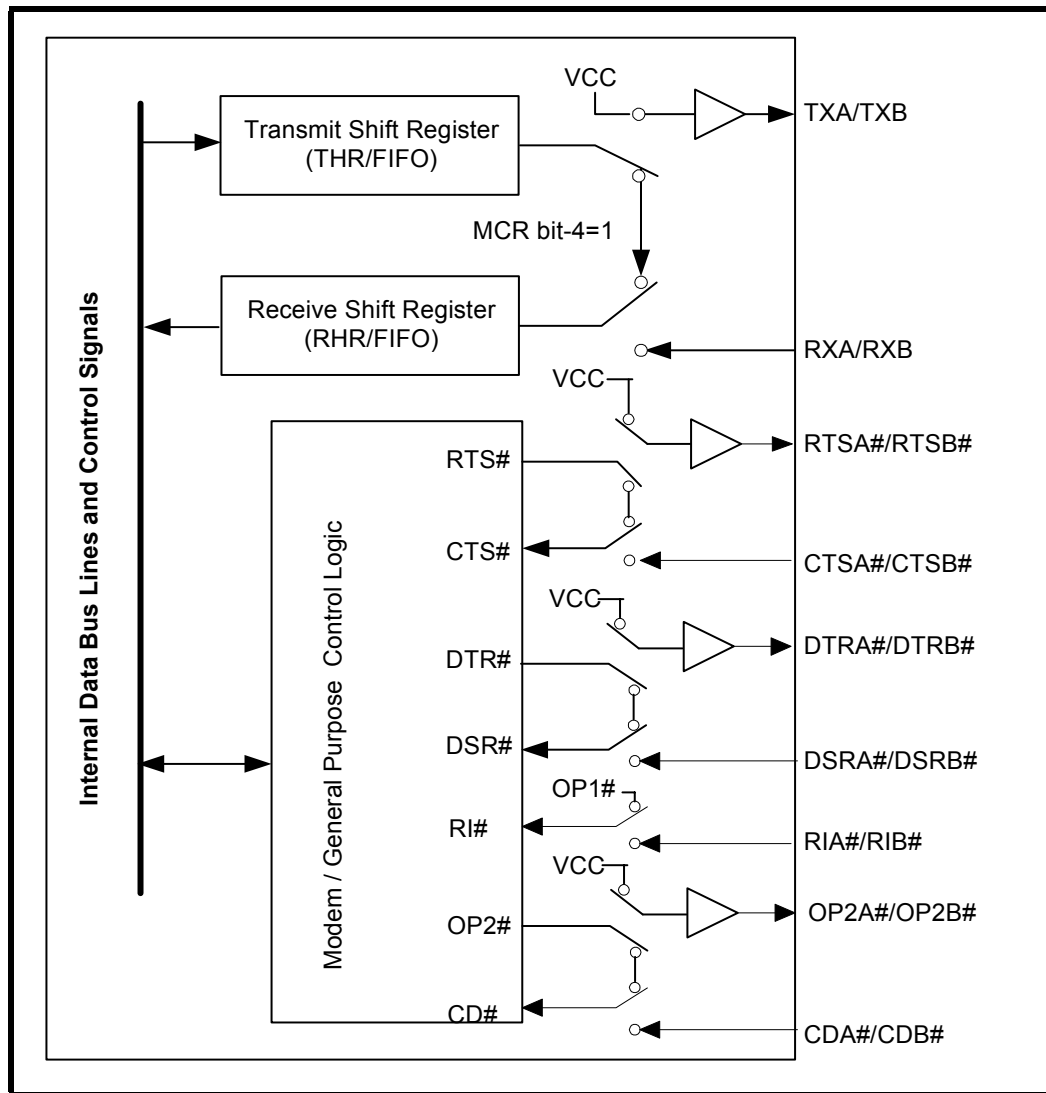 VCC
TXA/TXB
Transmit Shift Register
(THR/FIFO)
MCR bit-4=1
Receive Shift Register
(RHR/FIFO)
RXA/RXB
VCC
RTSA#/RTSB#
RTS#
CTS#
CTSA#/CTSB#
VCC
DTRA#/DTRB#
DTR#
DSR#
DSRA#/DSRB#
OP1#
RI#
RIA#/RIB#
VCC
OP2A#/OP2B#
OP2#
CD#
CDA#/CDB#
Internal Data Bus Lines and Control Signals
Modem / General Purpose Control Logic